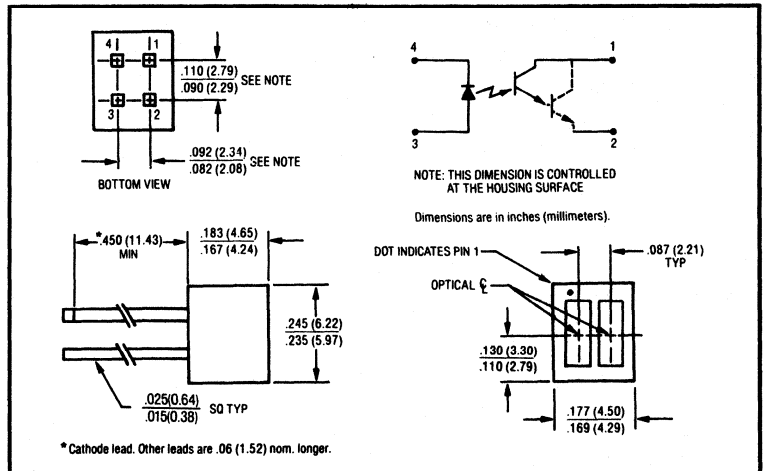 4 1
.110 (2.79)
.090 (2.29)
SEE NOTE
3 2
.092 (2.34)
.082 (2.08)
SEE NOTE
BOTTOM VIEW
4 1
3 2
NOTE: THIS DIMENSION IS CONTROLLED
AT THE HOUSING SURFACE
Dimensions are in inches (millimeters).
*.450 (11.43)
MIN
.183 (4.65)
.167 (4.24)
.245 (6.22)
.235 (5.97)
.025(0.64)
.015(0.38)
SQ TYP
DOT INDICATES PIN 1
.087 (2.21)
TYP
OPTICAL ℄
.130 (3.30)
.110 (2.79)
.177 (4.50)
.169 (4.29)
* Cathode lead. Other leads are .06 (1.52) nom. longer.